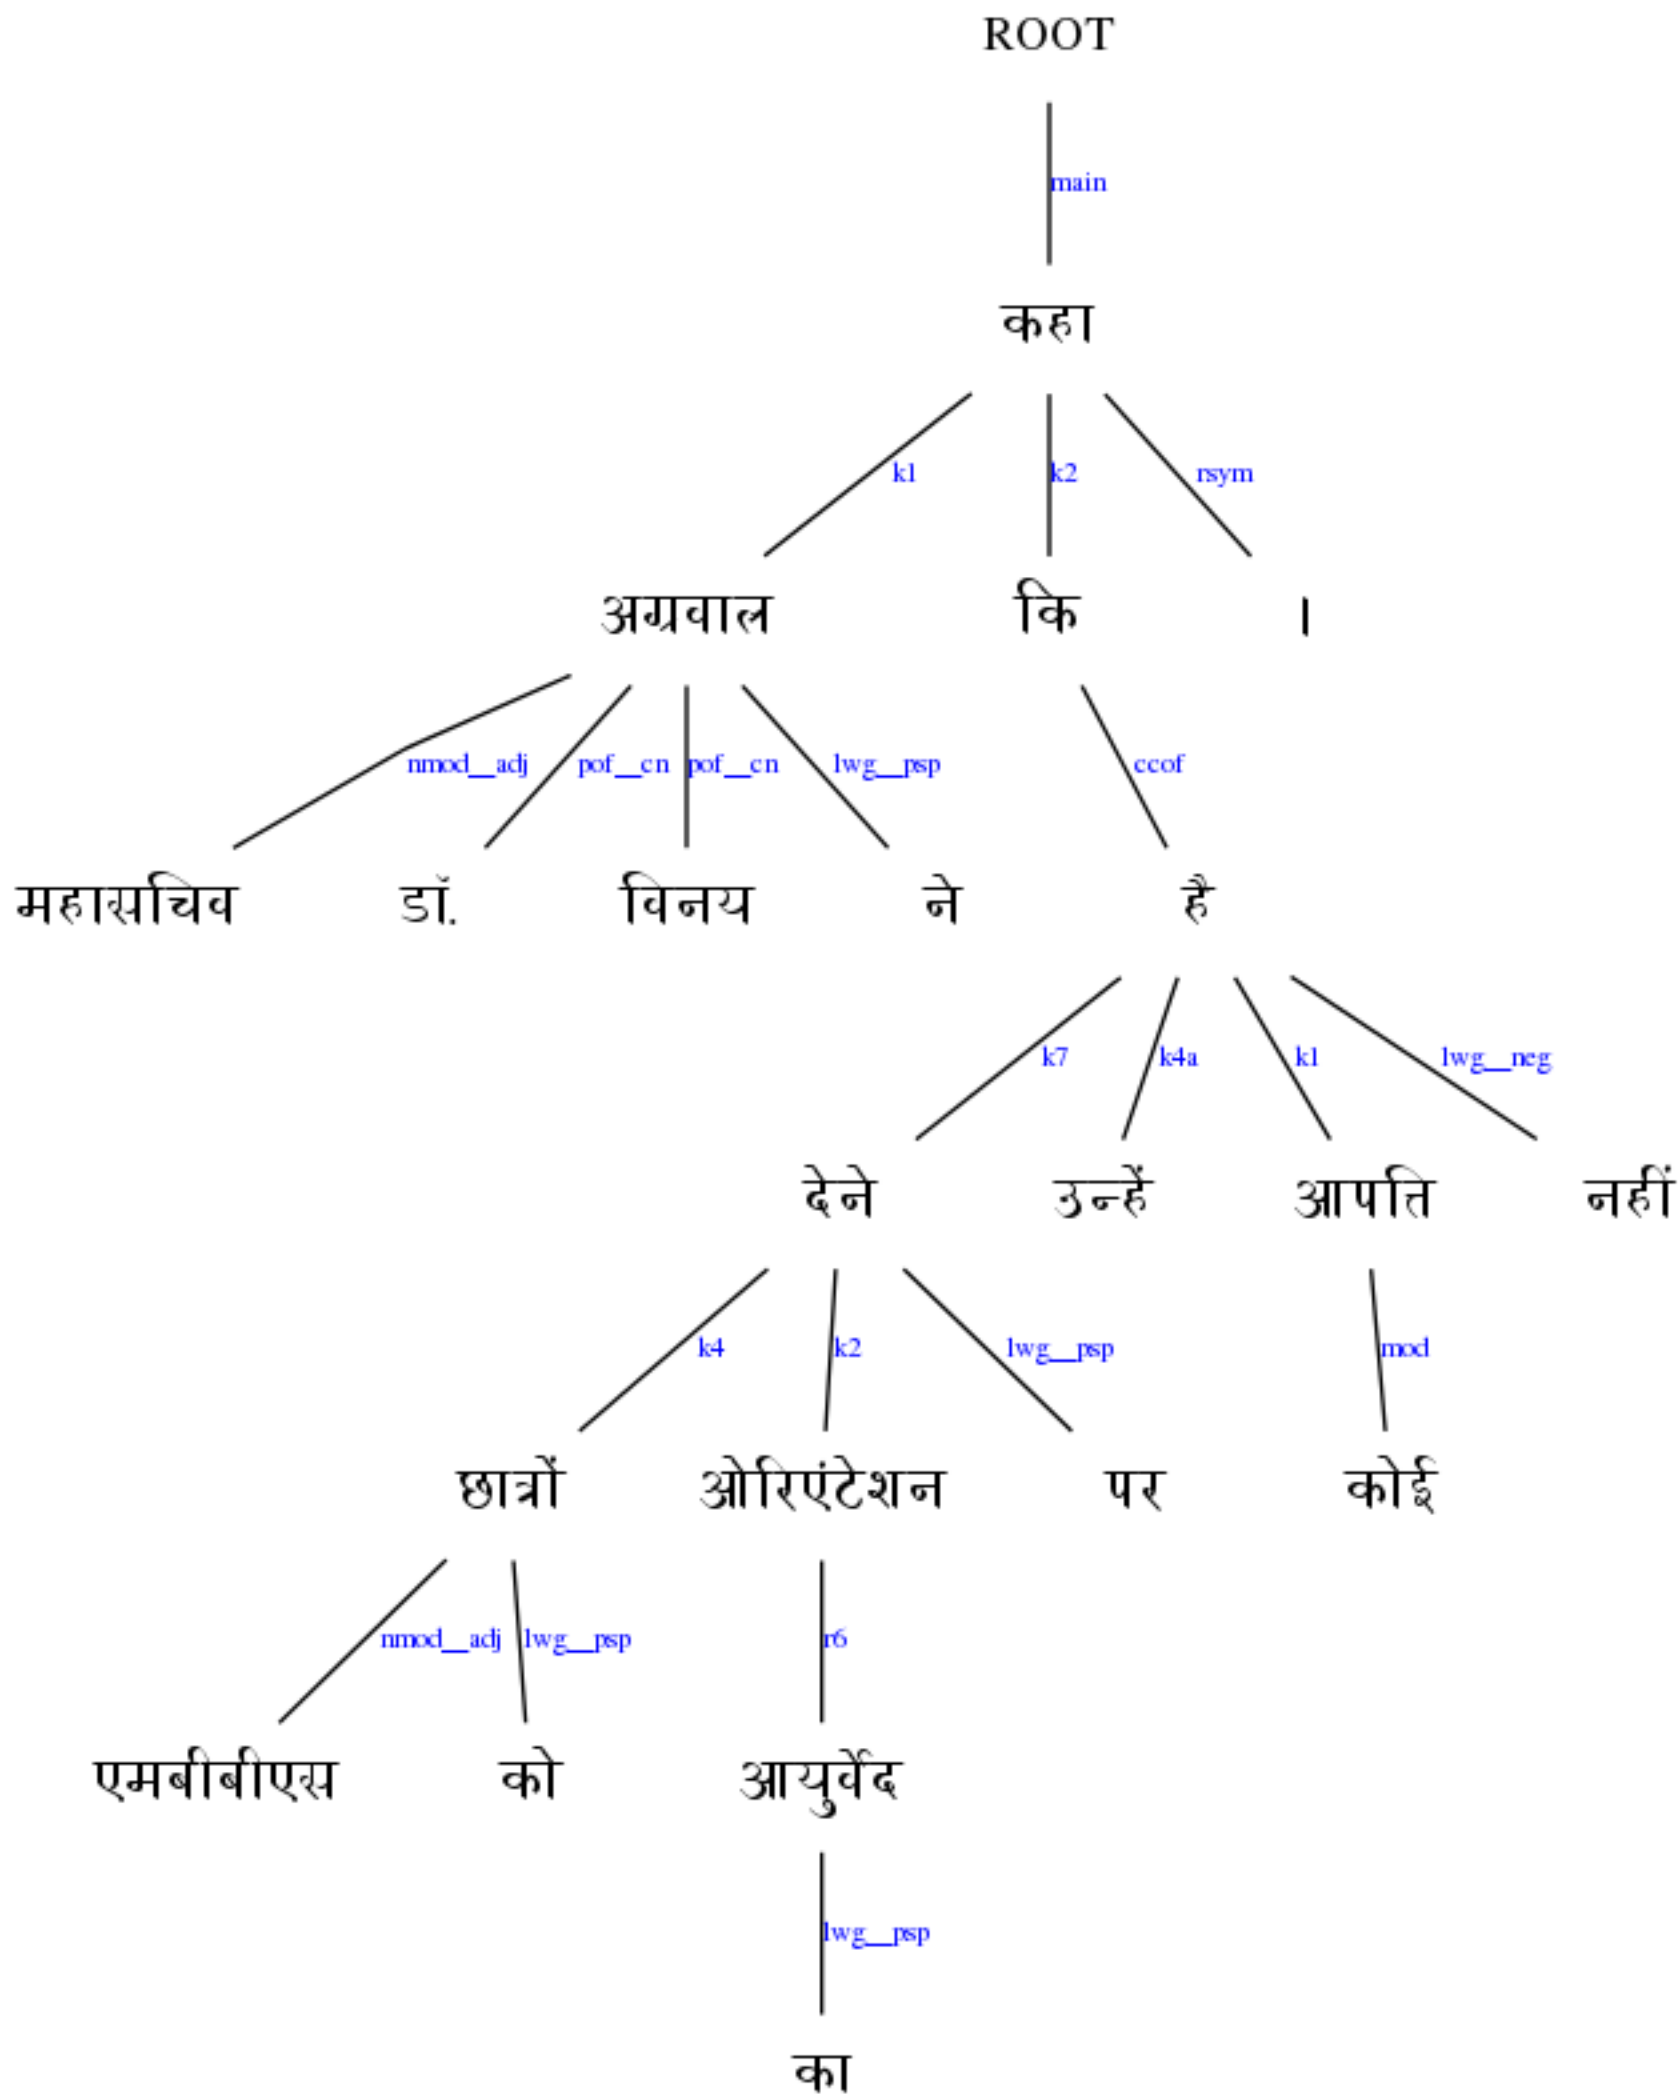 ROOT
main
कहा
k1 k2 rsym
अग्रवाल कि ।
nmod__adj pof__cn pof__cn lwg__psp ccof
महासचिव डॉ. विनय ने है
k7 k4a k1 lwg__neg
देने उन्हें आपत्ति नहीं
k4 k2 lwg__psp mod
छात्रों ओरिएंटेशन पर कोई
nmod__adj lwg__psp r6
एमबीबीएस को आयुर्वेद
lwg__psp
का